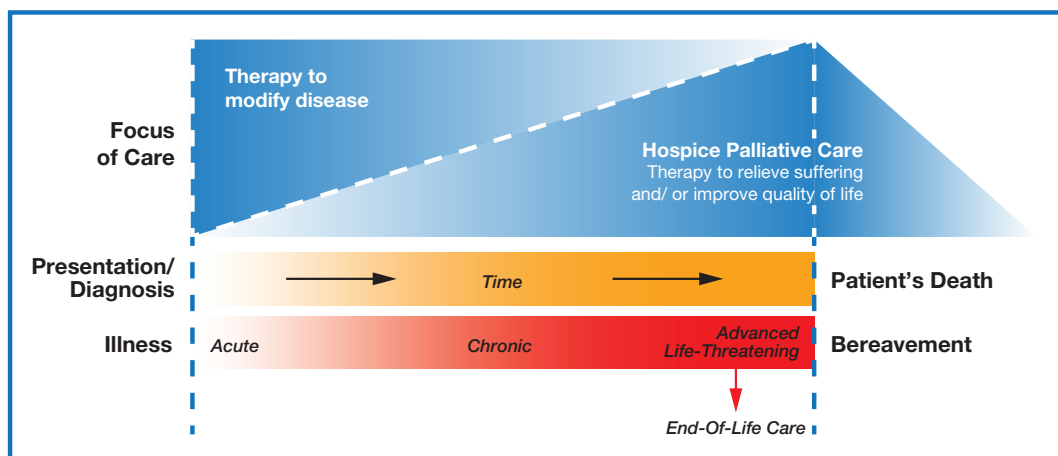 Therapy to
modify disease
Focus
of Care
Hospice Palliative Care
Therapy to relieve suffering
and/ or improve quality of life
Presentation/
Diagnosis
Time
Patient's Death
Illness
Acute
Chronic
Advanced
Life-Threatening
Bereavement
End-Of-Life Care